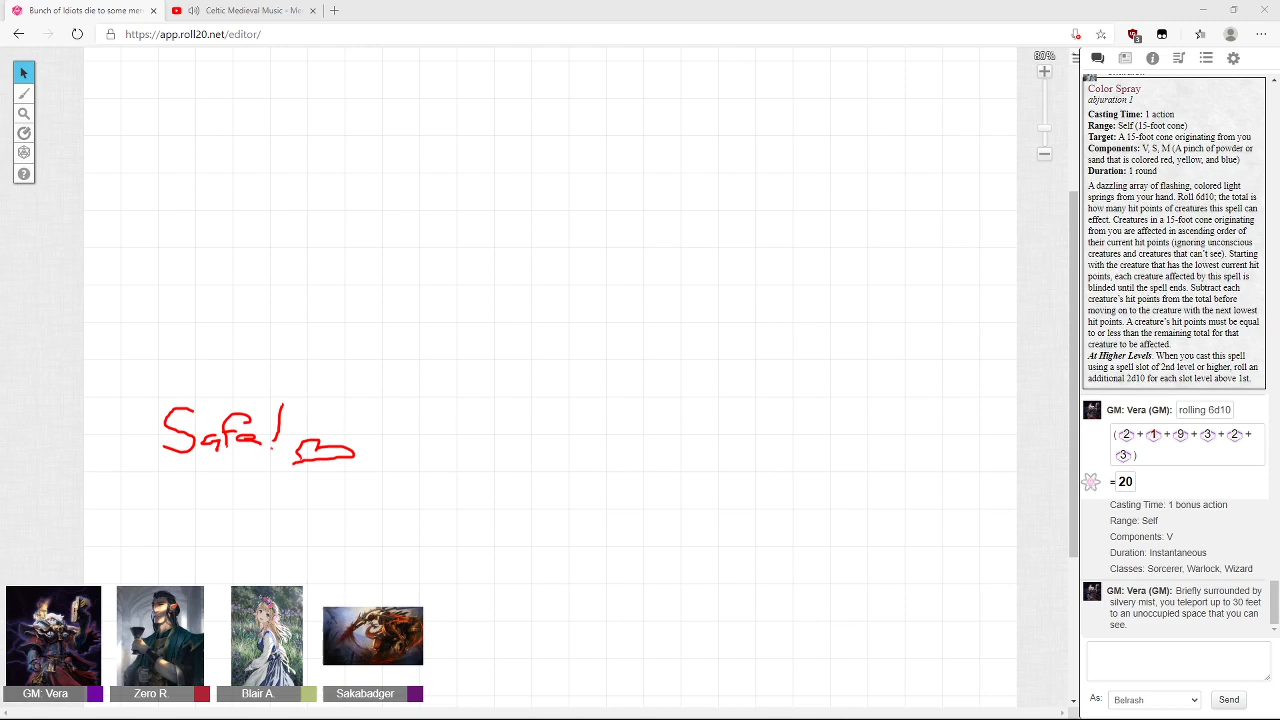 Bunch of Idiots die to some mer
Celtic Medieval Music - Me
https://app.roll20.net/editor/
3
80%
Color Spray
abjuration 1
Casting Time: 1 action
Range: Self (15-foot cone)
Target: A 15-foot cone originating from you
Components: V, S, M (A pinch of powder or
sand that is colored red, yellow, and blue)
Duration: 1 round
A dazzling array of flashing, colored light
springs from your hand. Roll 6d10; the total is
how many hit points of creatures this spell can
effect. Creatures in a 15-foot cone originating
from you are affected in ascending order of
their current hit points (ignoring unconscious
creatures and creatures that can't see). Starting
with the creature that has the lowest current hit
points, each creature affected by this spell is
blinded until the spell ends. Subtract each
creature's hit points from the total before
moving on to the creature with the next lowest
hit points. A creature's hit points must be equal
to or less than the remaining total for that
creature to be affected.
At Higher Levels. When you cast this spell
using a spell slot of 2nd level or higher, roll an
additional 2d10 for each slot level above 1st.
GM: Vera (GM): rolling 6d10
(2 + 1 + 9 + 3 + 2 +
3)
= 20
Casting Time: 1 bonus action
Range: Self
Components: V
Duration: Instantaneous
Classes: Sorcerer, Warlock, Wizard
GM: Vera (GM): Briefly surrounded by
silvery mist, you teleport up to 30 feet
to an unoccupied space that you can
see.
As: Belrash Send
Safe!
GM: Vera
Zero R.
Blair A.
Sakabadger